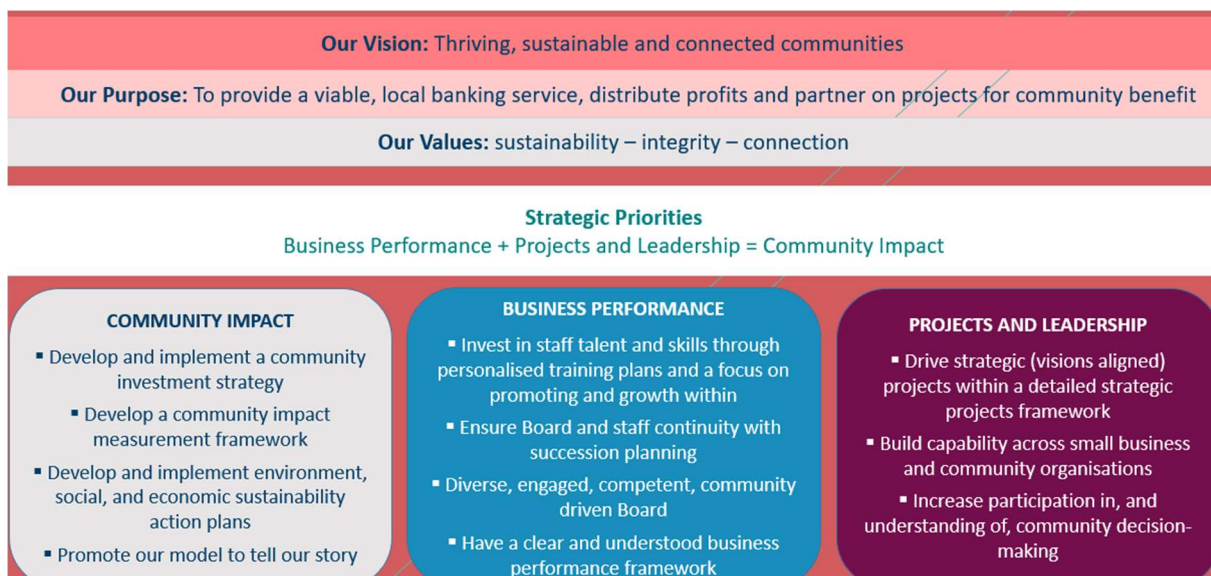 Our Vision: Thriving, sustainable and connected communities
Our Purpose: To provide a viable, local banking service, distribute profits and partner on projects for community benefit
Our Values: sustainability – integrity – connection
Strategic Priorities
Business Performance + Projects and Leadership = Community Impact
COMMUNITY IMPACT
▪ Develop and implement a community
investment strategy
▪ Develop a community impact
measurement framework
▪ Develop and implement environment,
social, and economic sustainability
action plans
▪ Promote our model to tell our story
BUSINESS PERFORMANCE
▪ Invest in staff talent and skills through
personalised training plans and a focus on
promoting and growth within
▪ Ensure Board and staff continuity with
succession planning
▪ Diverse, engaged, competent, community
driven Board
▪ Have a clear and understood business
performance framework
PROJECTS AND LEADERSHIP
▪ Drive strategic (visions aligned)
projects within a detailed strategic
projects framework
▪ Build capability across small business
and community organisations
▪ Increase participation in, and
understanding of, community decision-
making